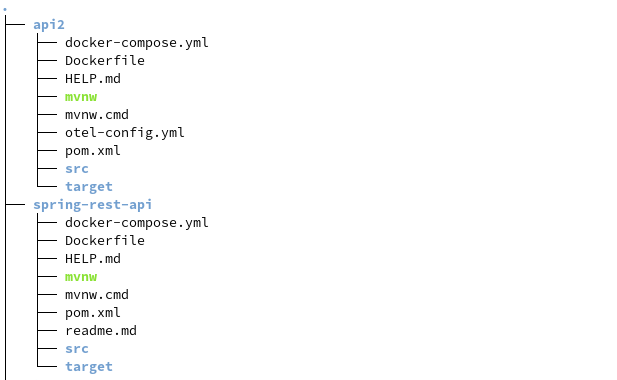 .
api2
docker-compose.yml
Dockerfile
HELP.md
mvnw
mvnw.cmd
otel-config.yml
pom.xml
src
target
spring-rest-api
docker-compose.yml
Dockerfile
HELP.md
mvnw
mvnw.cmd
pom.xml
readme.md
src
target